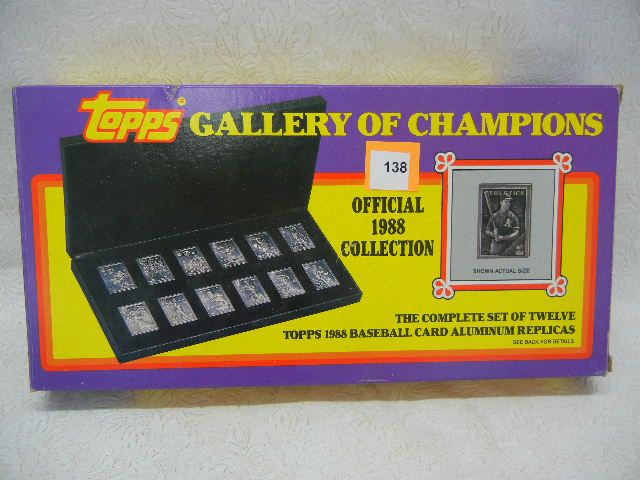 TOPPS®
GALLERY OF CHAMPIONS
138
OFFICIAL
1988
COLLECTION
ATHLETICS
SHOWN ACTUAL SIZE
THE COMPLETE SET OF TWELVE
TOPPS 1988 BASEBALL CARD ALUMINUM REPLICAS
SEE BACK FOR DETAILS